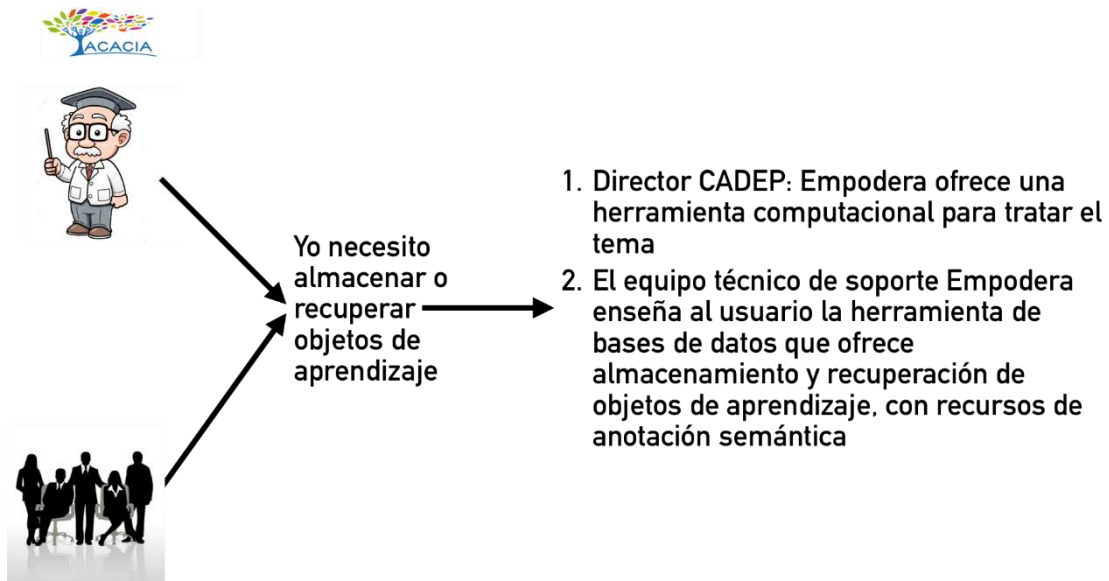 ACACIA
Yo necesito
almacenar o
recuperar
objetos de
aprendizaje
1. Director CADEP: Empodera ofrece una
herramienta computacional para tratar el
tema
2. El equipo técnico de soporte Empodera
enseña al usuario la herramienta de
bases de datos que ofrece
almacenamiento y recuperación de
objetos de aprendizaje, con recursos de
anotación semántica